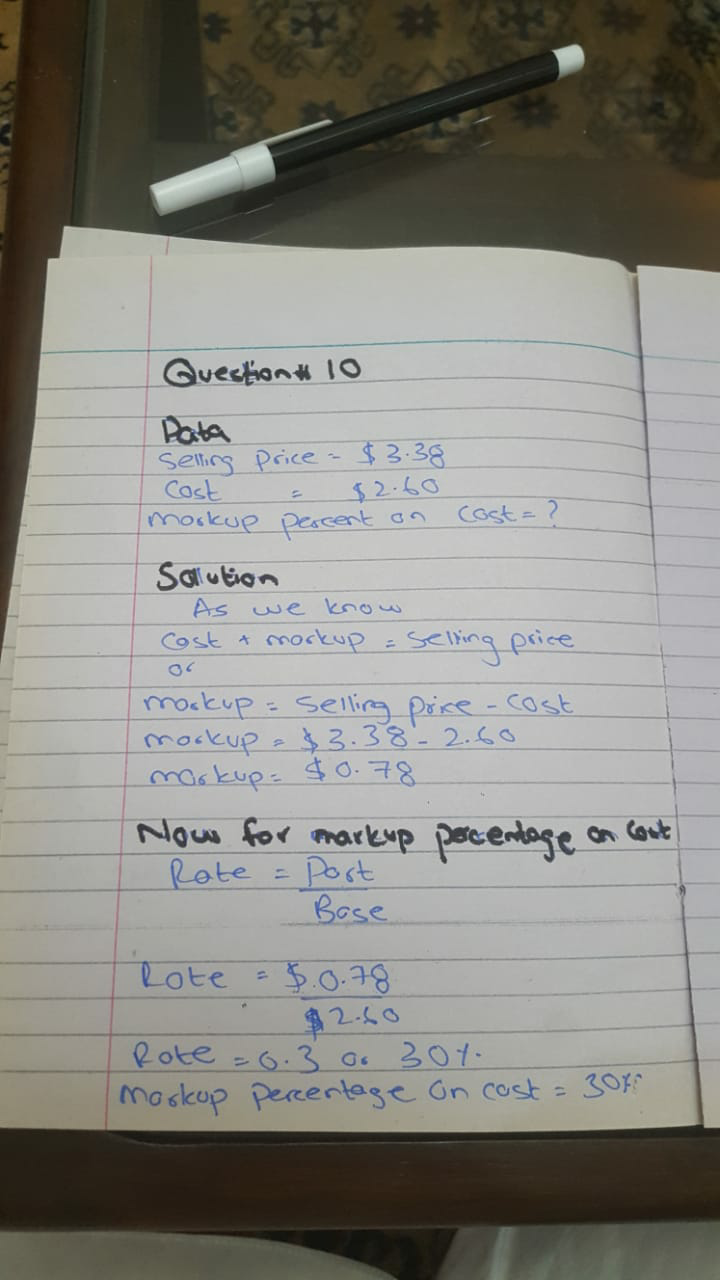 Question# 10
Data
Selling Price = $3.38
Cost = $2.60
markup percent on cost = ?
Solution
As we know
Cost + markup = Selling price
or
markup = Selling price - cost
markup = $3.38 - 2.60
markup = $0.78
Now for markup percentage on Cost
Rate = Part
Base
Rate = $.0.78
$2.60
Rate = 0.3 or 30%.
Markup Percentage on cost = 30%